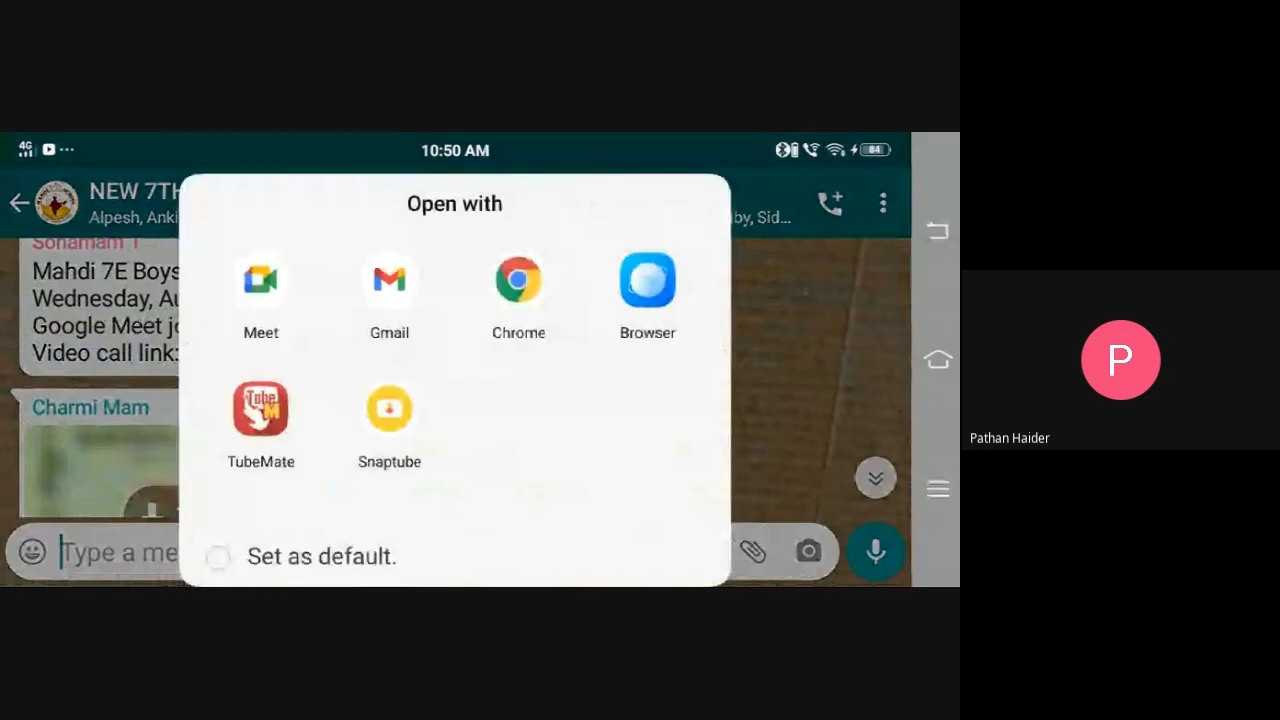 4G
10:50 AM
84
NEW 7TH
Alpesh, Anki
by, Sid...
Open with
Sonamam 1
Mahdi 7E Boys
Wednesday, Au
Google Meet jo
Video call link:
Meet
Gmail
Chrome
Browser
Charmi Mam
Tube
M
TubeMate
Snaptube
Type a me
Set as default.
P
Pathan Haider